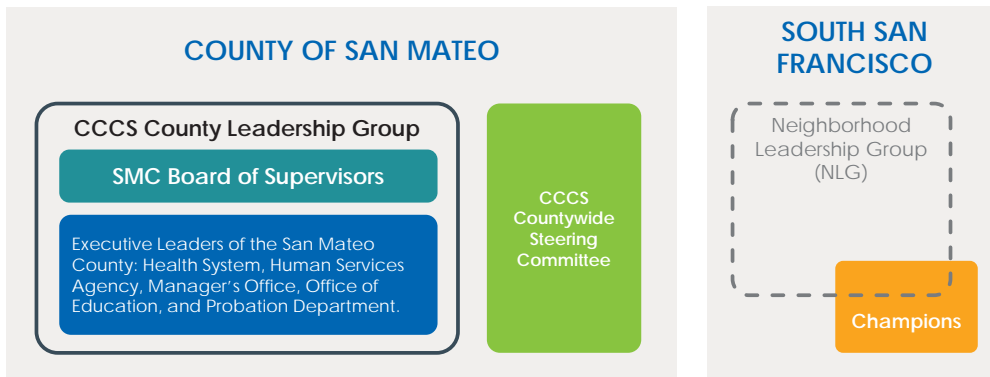 COUNTY OF SAN MATEO
CCCS County Leadership Group
SMC Board of Supervisors
Executive Leaders of the San Mateo
County: Health System, Human Services
Agency, Manager's Office, Office of
Education, and Probation Department.
CCCS
Countywide
Steering
Committee
SOUTH SAN
FRANCISCO
Neighborhood
Leadership Group
(NLG)
Champions